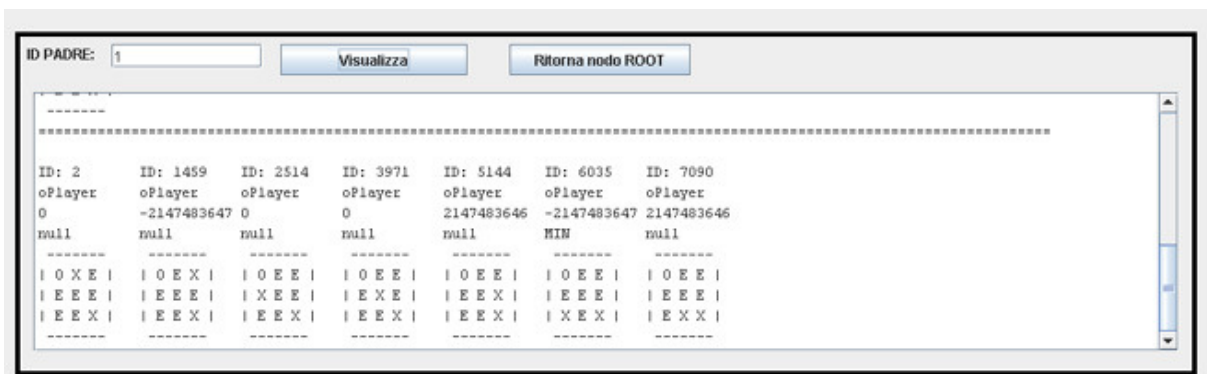 ID PADRE: 1 Visualizza Ritorna nodo ROOT
-------
==========================================================================================================================
ID: 2 ID: 1459 ID: 2514 ID: 3971 ID: 5144 ID: 6035 ID: 7090
oPlayer oPlayer oPlayer oPlayer oPlayer oPlayer oPlayer
0 -2147483647 0 0 2147483646 -2147483647 2147483646
null null null null null MIN null
------- ------- ------- ------- ------- ------- -------
| O X E | | O E X | | O E E | | O E E | | O E E | | O E E | | O E E |
| E E E | | E E E | | X E E | | E X E | | E E X | | E E E | | E E E |
| E E X | | E E X | | E E X | | E E X | | E E X | | X E X | | E X X |
------- ------- ------- ------- ------- ------- -------